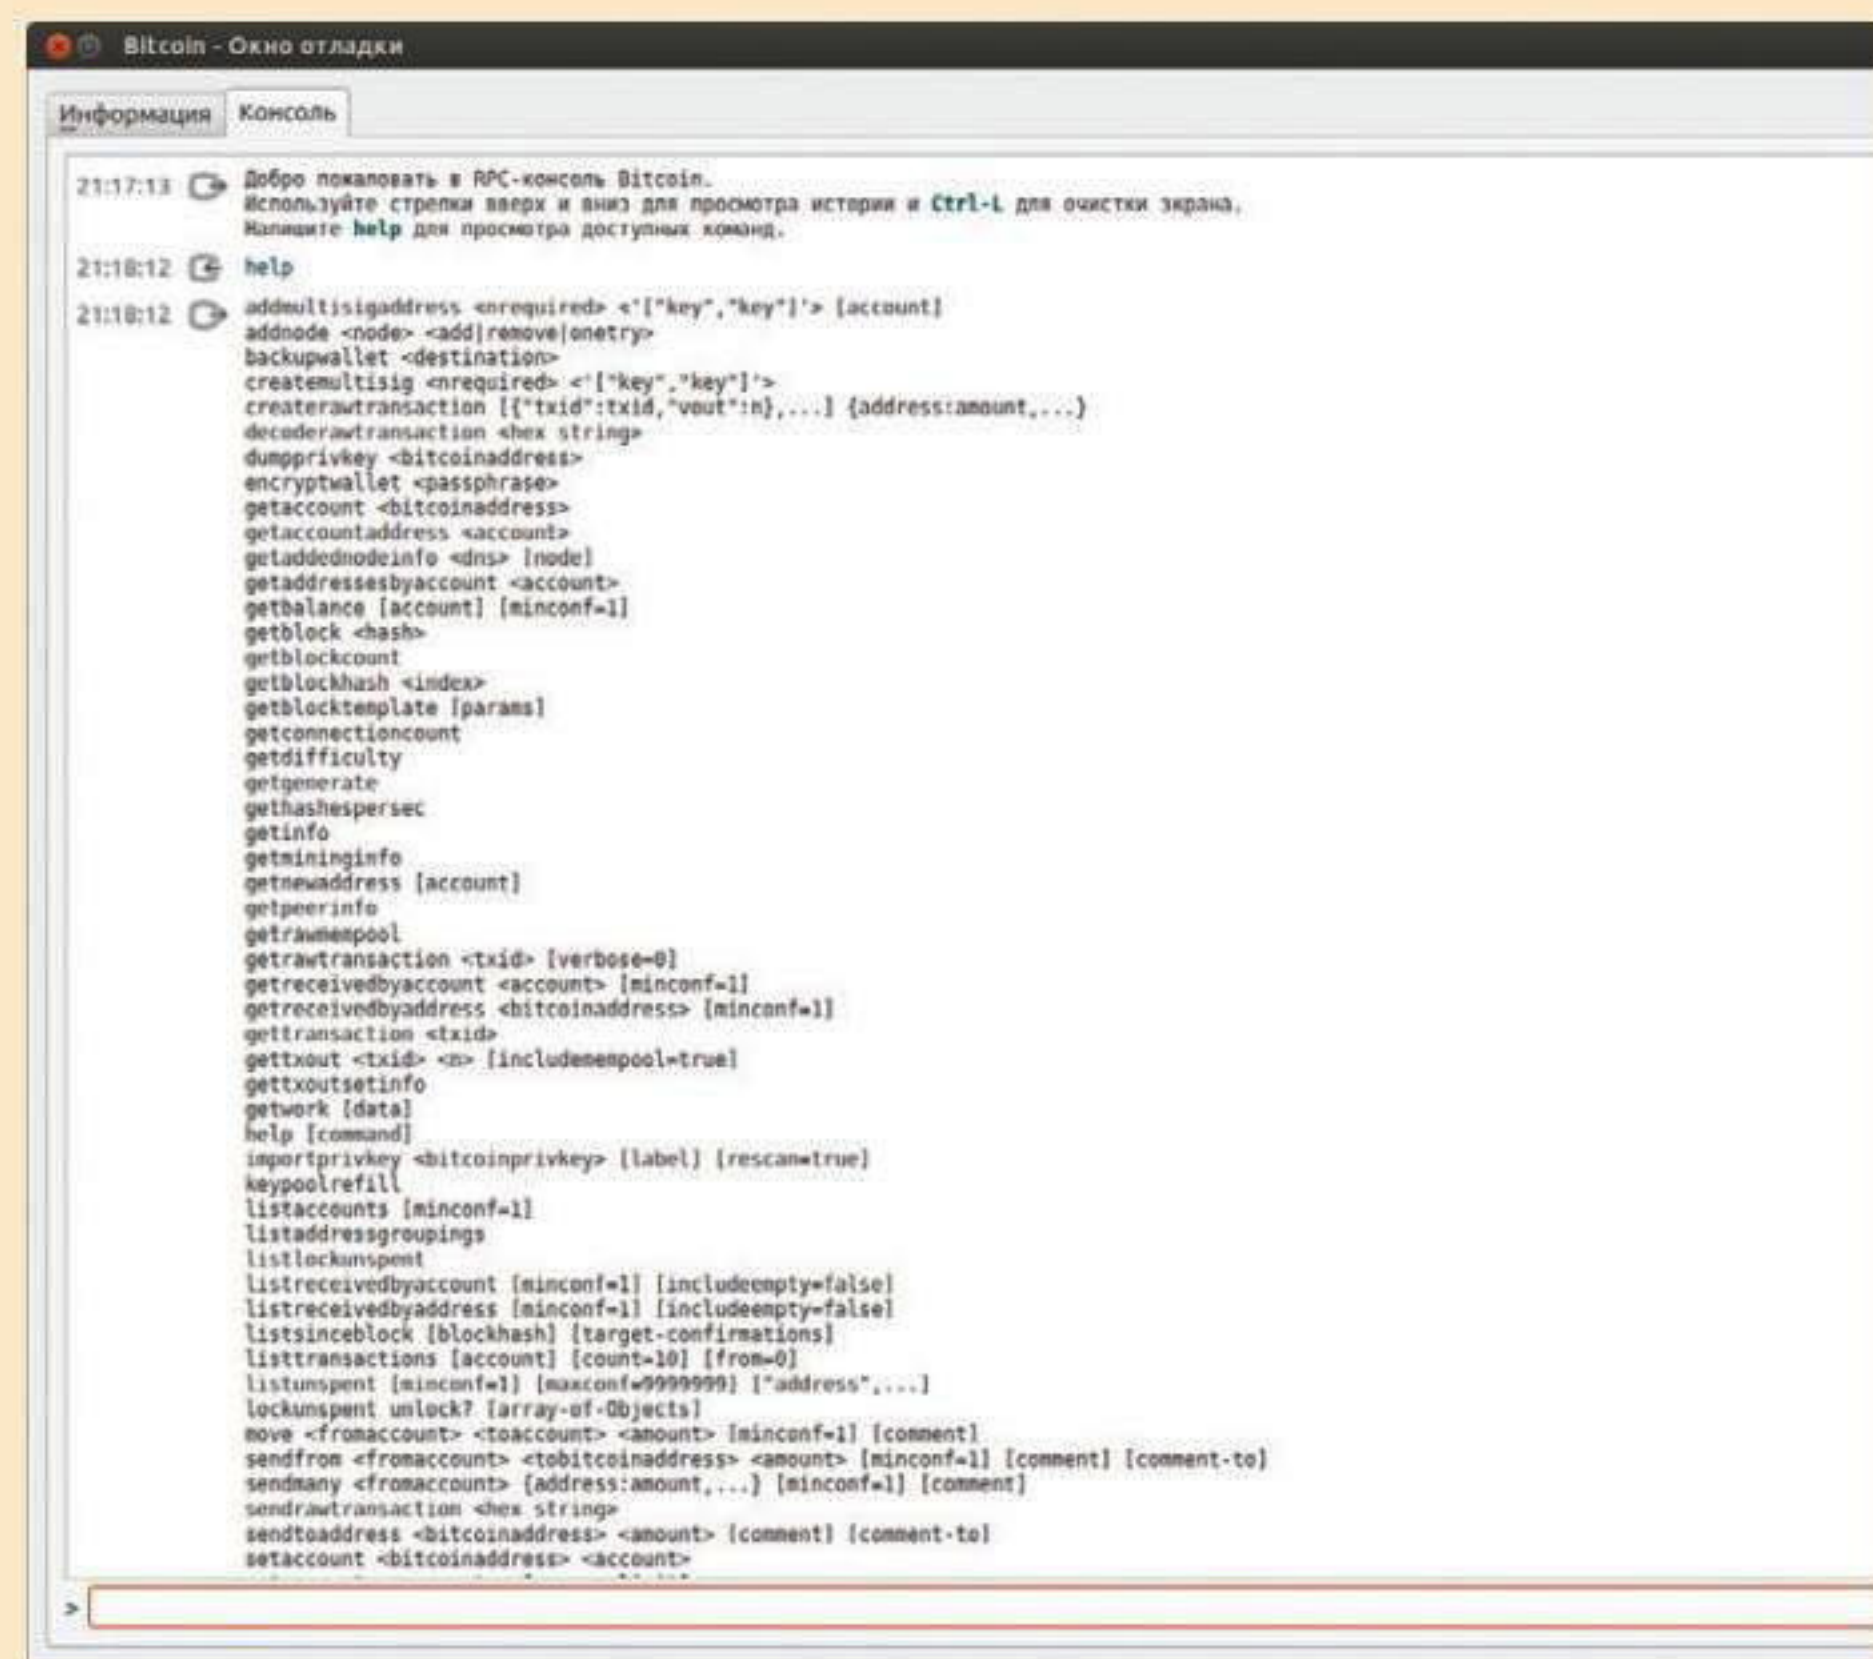 Bitcoin - Окно отладки
Информация Консоль
21:17:13 Добро пожаловать в RPC-консоль Bitcoin.
Используйте стрелки вверх и вниз для просмотра истории и Ctrl-L для очистки экрана.
Напишите help для просмотра доступных команд.
21:18:12 help
21:18:12 addmultisigaddress <nrequired> <'["key","key"]'> [account]
addnode <node> <add|remove|onetry>
backupwallet <destination>
createmultisig <nrequired> <'["key","key"]'>
createrawtransaction [{"txid":txid,"vout":n},...] {address:amount,...}
decoderawtransaction <hex string>
dumpprivkey <bitcoinaddress>
encryptwallet <passphrase>
getaccount <bitcoinaddress>
getaccountaddress <account>
getaddednodeinfo <dns> [node]
getaddressesbyaccount <account>
getbalance [account] [minconf=1]
getblock <hash>
getblockcount
getblockhash <index>
getblocktemplate [params]
getconnectioncount
getdifficulty
getgenerate
gethashespersec
getinfo
getmininginfo
getnewaddress [account]
getpeerinfo
getrawmempool
getrawtransaction <txid> [verbose=0]
getreceivedbyaccount <account> [minconf=1]
getreceivedbyaddress <bitcoinaddress> [minconf=1]
gettransaction <txid>
gettxout <txid> <n> [includemempool=true]
gettxoutsetinfo
getwork [data]
help [command]
importprivkey <bitcoinprivkey> [label] [rescan=true]
keypoolrefill
listaccounts [minconf=1]
listaddressgroupings
listlockunspent
listreceivedbyaccount [minconf=1] [includeempty=false]
listreceivedbyaddress [minconf=1] [includeempty=false]
listsinceblock [blockhash] [target-confirmations]
listtransactions [account] [count=10] [from=0]
listunspent [minconf=1] [maxconf=9999999] ["address",...]
lockunspent unlock? [array-of-Objects]
move <fromaccount> <toaccount> <amount> [minconf=1] [comment]
sendfrom <fromaccount> <tobitcoinaddress> <amount> [minconf=1] [comment] [comment-to]
sendmany <fromaccount> {address:amount,...} [minconf=1] [comment]
sendrawtransaction <hex string>
sendtoaddress <bitcoinaddress> <amount> [comment] [comment-to]
setaccount <bitcoinaddress> <account>
>